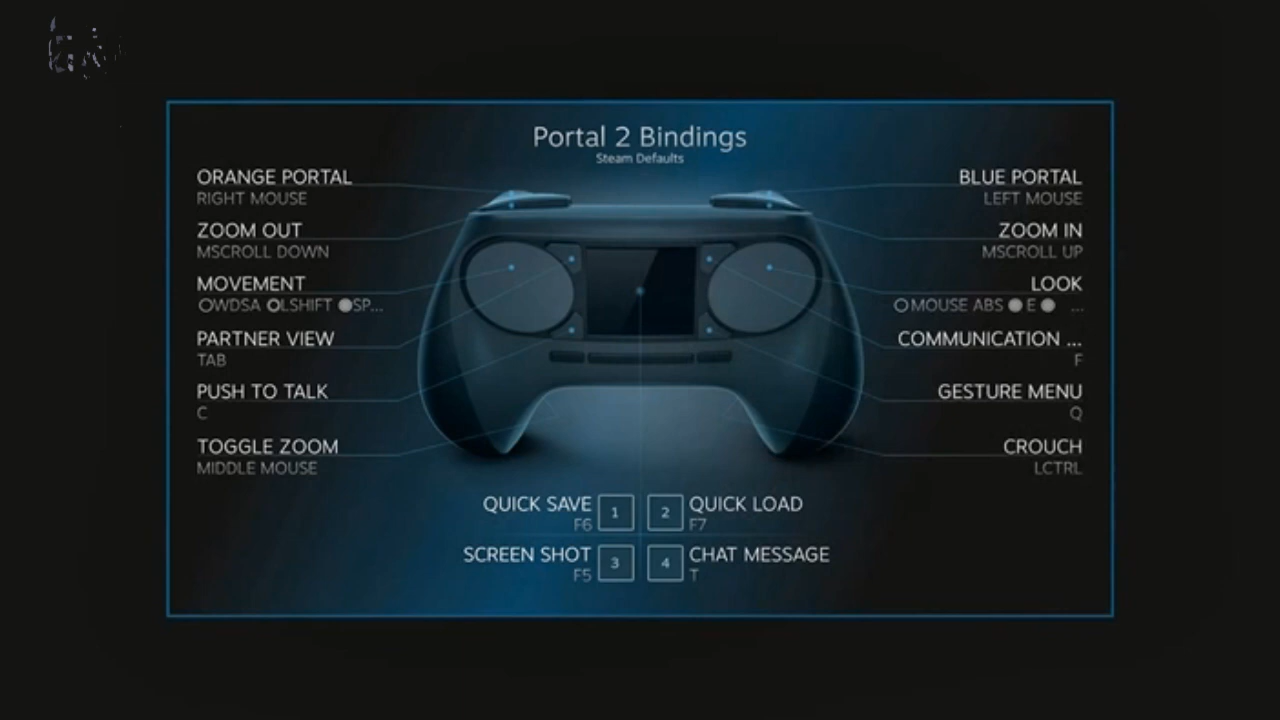 Portal 2 Bindings
Steam Defaults
ORANGE PORTAL
RIGHT MOUSE
ZOOM OUT
MSCROLL DOWN
MOVEMENT
WDSA LSHIFT SP...
PARTNER VIEW
TAB
PUSH TO TALK
C
TOGGLE ZOOM
MIDDLE MOUSE
BLUE PORTAL
LEFT MOUSE
ZOOM IN
MSCROLL UP
LOOK
MOUSE ABS E ...
COMMUNICATION ...
F
GESTURE MENU
Q
CROUCH
LCTRL
QUICK SAVE 1
F6
2 QUICK LOAD
F7
SCREEN SHOT 3
F5
4 CHAT MESSAGE
T